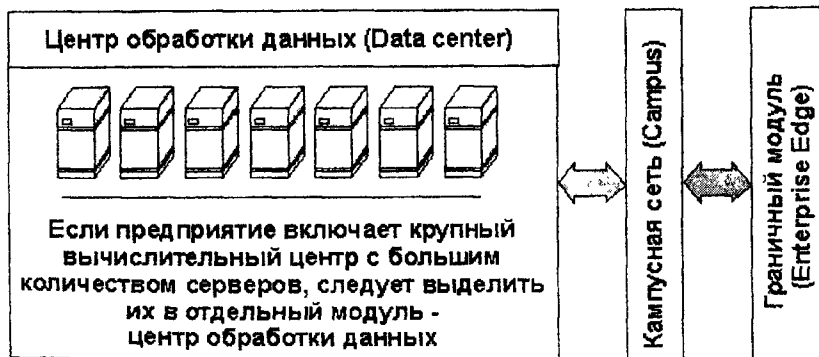 Центр обработки данных (Data center)
Если предприятие включает крупный
вычислительный центр с большим
количеством серверов, следует выделить
их в отдельный модуль -
центр обработки данных
Кампусная сеть (Campus)
Граничный модуль
(Enterprise Edge)